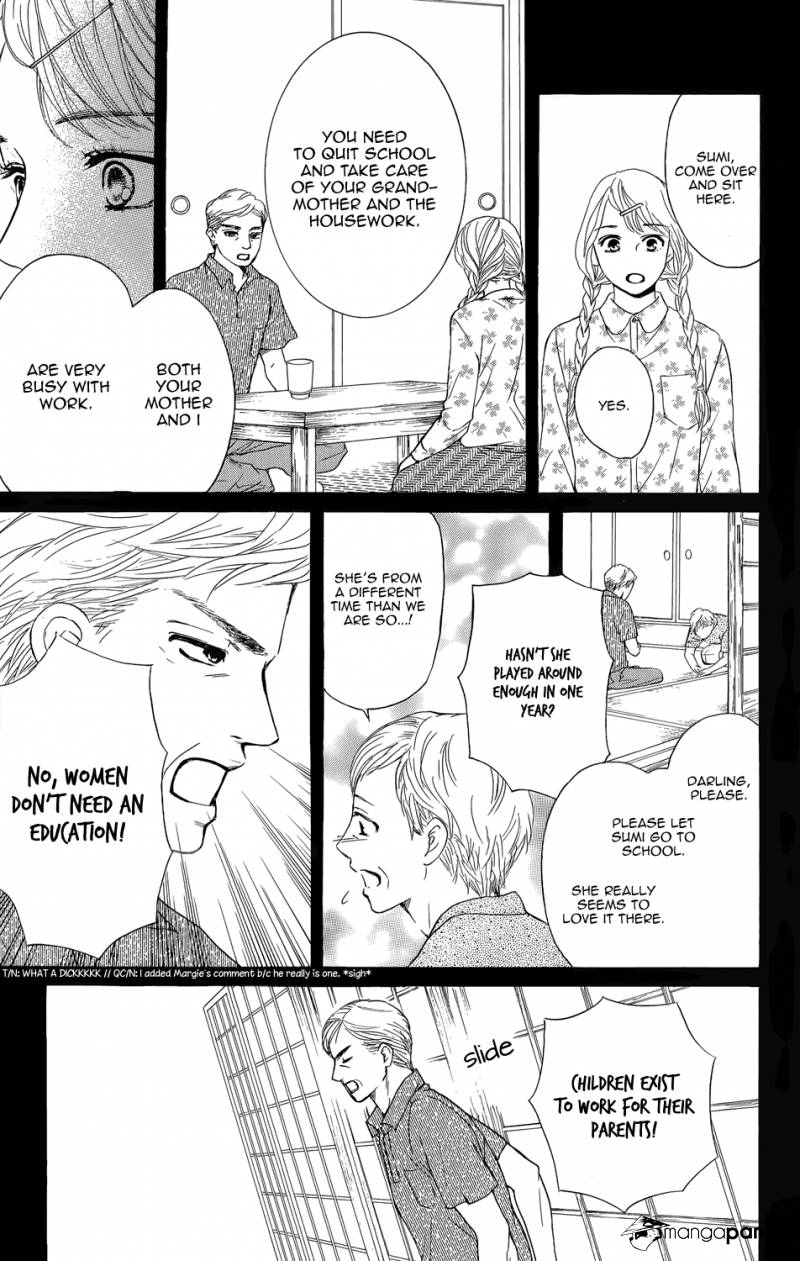 SUMI,
COME OVER
AND SIT
HERE.
YES.
YOU NEED
TO QUIT SCHOOL
AND TAKE CARE
OF YOUR GRAND-
MOTHER AND THE
HOUSEWORK.
BOTH
YOUR
MOTHER
AND I
ARE VERY
BUSY WITH
WORK.
DARLING,
PLEASE.
PLEASE LET
SUMI GO TO
SCHOOL.
SHE REALLY
SEEMS TO
LOVE IT THERE.
HASN'T SHE
PLAYED AROUND
ENOUGH IN ONE
YEAR?
SHE'S FROM
A DIFFERENT
TIME THAN WE
ARE SO...!
NO, WOMEN
DON'T NEED AN
EDUCATION!
T/N: WHAT A DICKKKKK // QC/N: I added Margie's comment b/c he really is one. *sigh*
CHILDREN EXIST
TO WORK FOR THEIR
PARENTS!
slide
mangapar